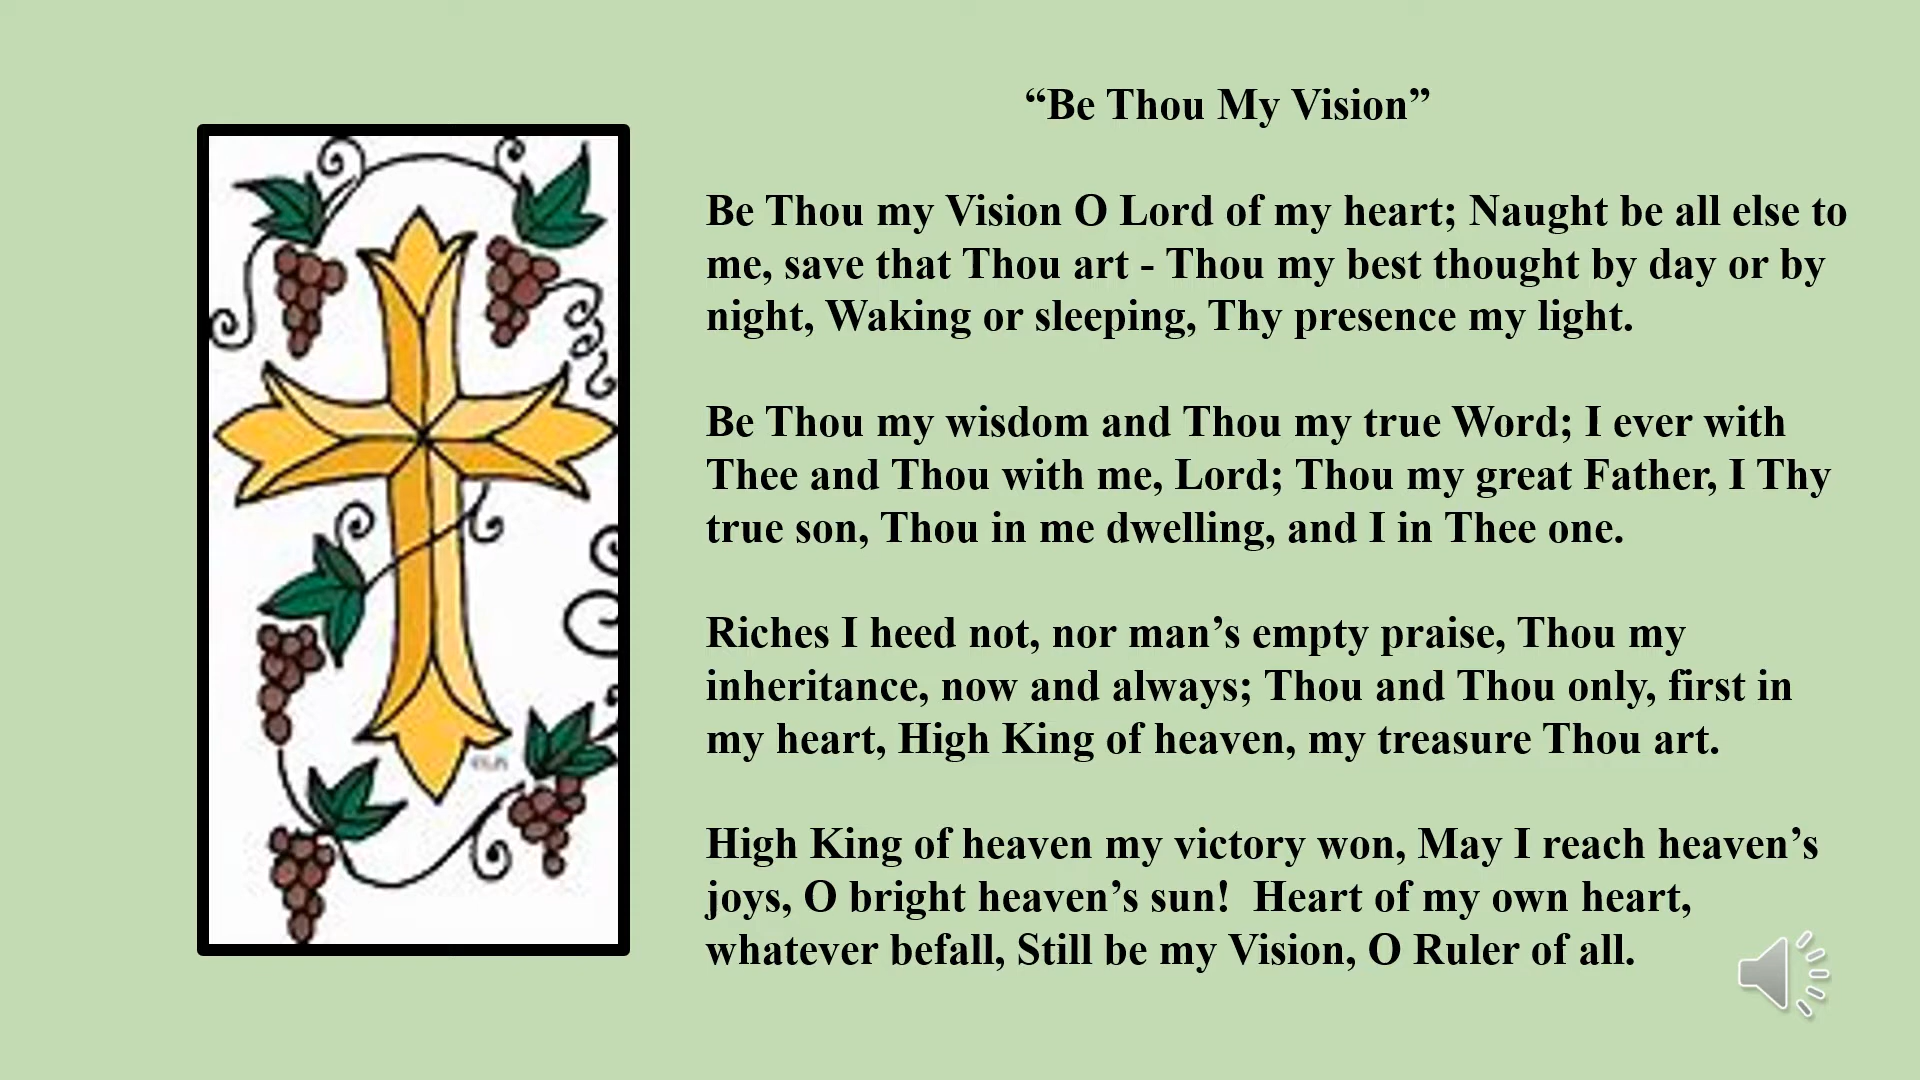 “Be Thou My Vision”
Be Thou my Vision O Lord of my heart; Naught be all else to
me, save that Thou art - Thou my best thought by day or by
night, Waking or sleeping, Thy presence my light.
Be Thou my wisdom and Thou my true Word; I ever with
Thee and Thou with me, Lord; Thou my great Father, I Thy
true son, Thou in me dwelling, and I in Thee one.
Riches I heed not, nor man’s empty praise, Thou my
inheritance, now and always; Thou and Thou only, first in
my heart, High King of heaven, my treasure Thou art.
High King of heaven my victory won, May I reach heaven’s
joys, O bright heaven’s sun!  Heart of my own heart,
whatever befall, Still be my Vision, O Ruler of all.